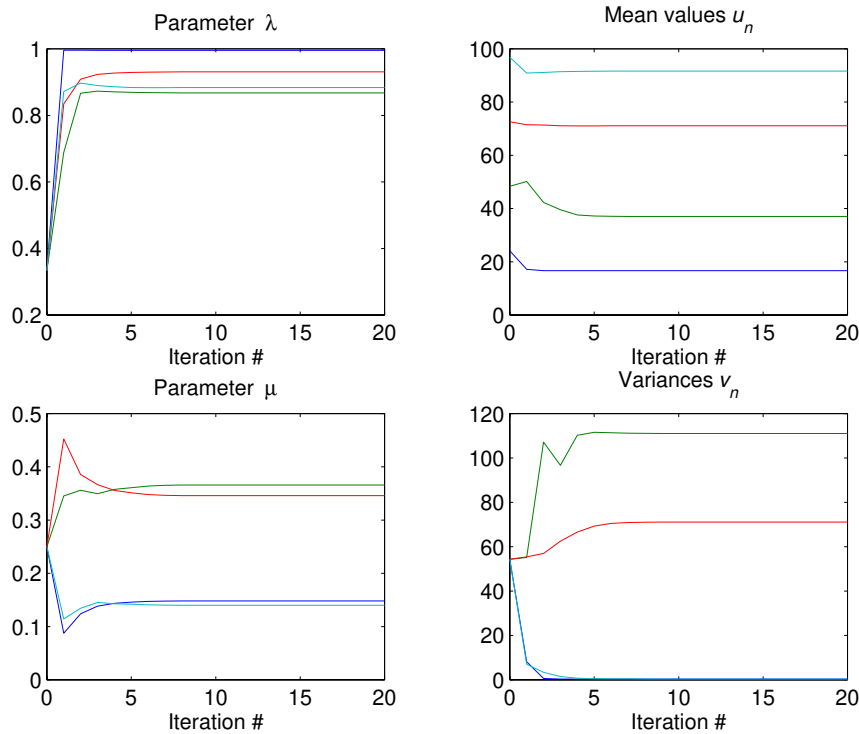 Parameter λ
1
0.8
0.6
0.4
0.2
0 5 10 15 20
Iteration #
Mean values u_n
100
80
60
40
20
0
0 5 10 15 20
Iteration #
Parameter μ
0.5
0.4
0.3
0.2
0.1
0
0 5 10 15 20
Iteration #
Variances v_n
120
100
80
60
40
20
0
0 5 10 15 20
Iteration #